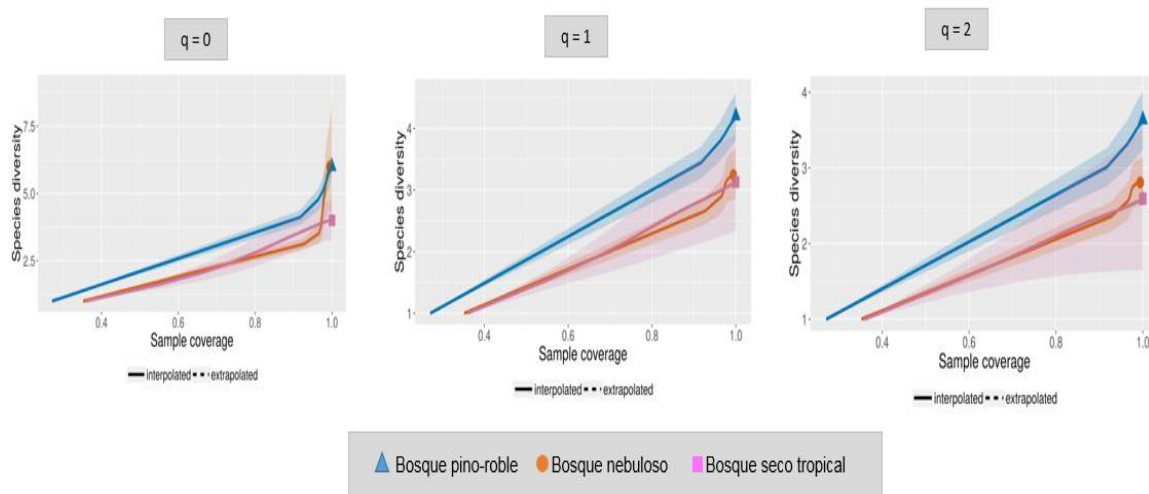 q = 0
q = 1
q = 2
Species diversity
7.5
5.0
2.5
0.4 0.6 0.8 1.0
Sample coverage
interpolated extrapolated
Species diversity
4
3
2
1
0.4 0.6 0.8 1.0
Sample coverage
interpolated extrapolated
Species diversity
4
3
2
1
0.4 0.6 0.8 1.0
Sample coverage
interpolated extrapolated
Bosque pino-roble Bosque nebuloso Bosque seco tropical